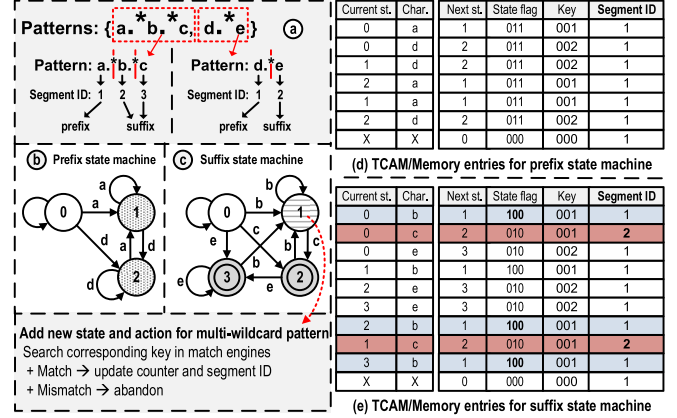 Patterns: { a.*b.*c, d.*e }
a
Pattern: a.*b.*c
Pattern: d.*e
Segment ID: 1 2 3
Segment ID: 1 2
prefix suffix
prefix suffix
b Prefix state machine
c Suffix state machine
0 a 1 a
d a d
d 2
0 b 1 b
e c b c
e 3 e 2
Add new state and action for multi-wildcard pattern
Search corresponding key in match engines
+ Match → update counter and segment ID
+ Mismatch → abandon
Current st. Char. Next st. State flag Key Segment ID
0 a 1 011 001 1
0 d 2 011 002 1
1 d 2 011 002 1
2 a 1 011 001 1
1 a 1 011 001 1
2 d 2 011 002 1
X X 0 000 000 1
(d) TCAM/Memory entries for prefix state machine
Current st. Char. Next st. State flag Key Segment ID
0 b 1 100 001 1
0 c 2 010 001 2
0 e 3 010 002 1
1 b 1 100 001 1
2 e 3 010 002 1
3 e 3 010 002 1
2 b 1 100 001 1
1 c 2 010 001 2
3 b 1 100 001 1
X X 0 000 000 1
(e) TCAM/Memory entries for suffix state machine